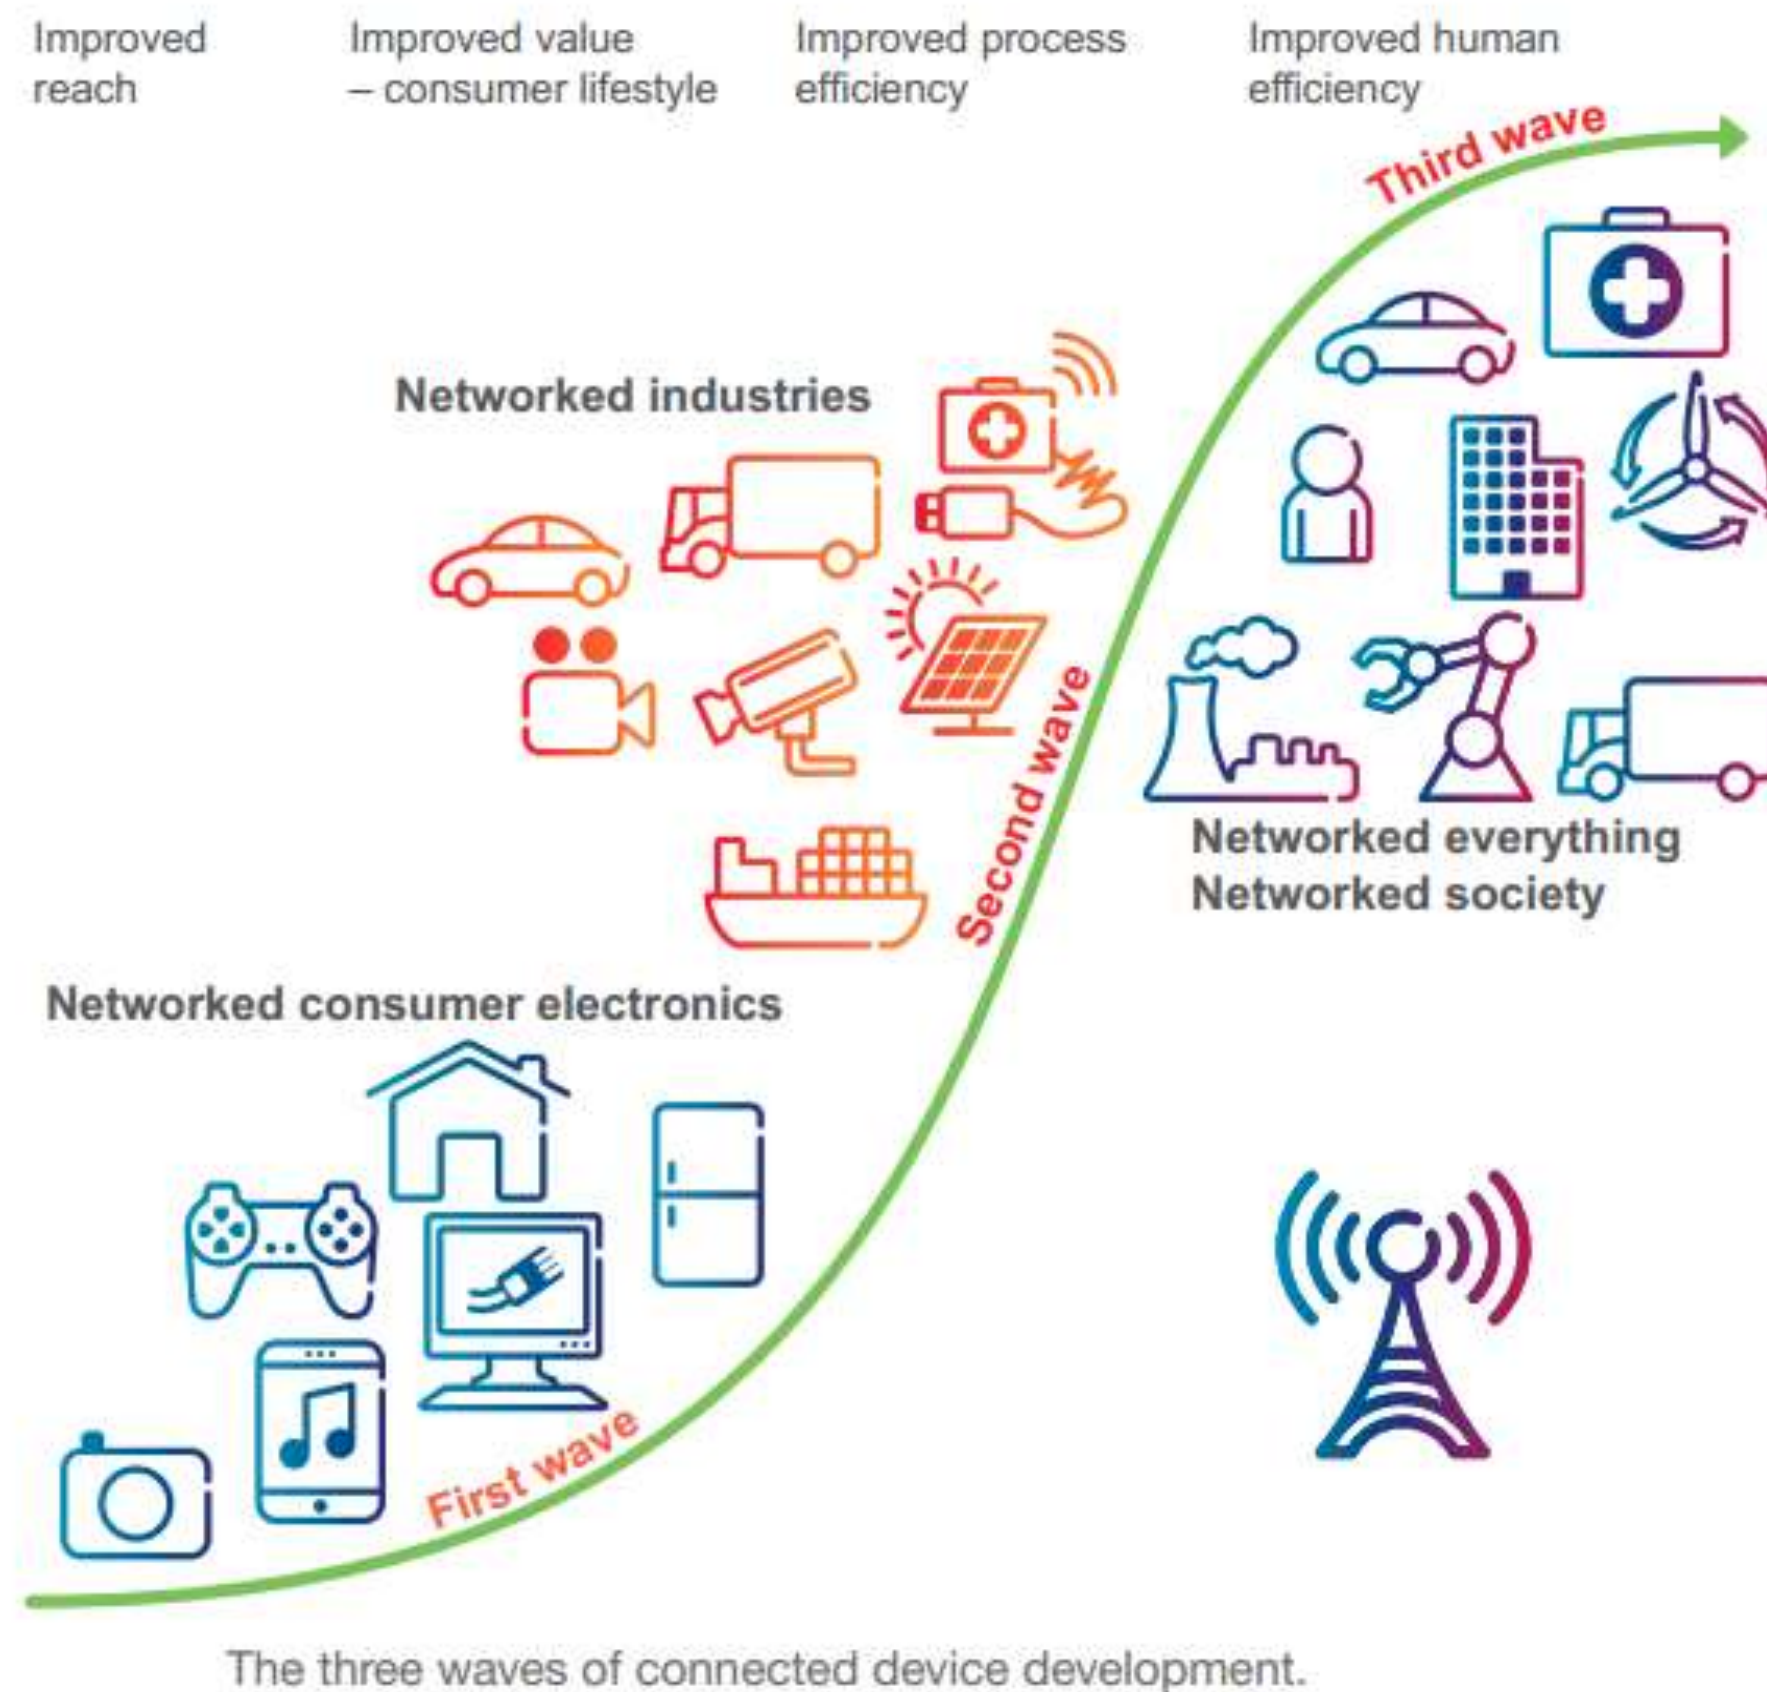 Improved
reach
Improved value
– consumer lifestyle
Improved process
efficiency
Improved human
efficiency
Third wave
Networked industries
Second wave
Networked everything
Networked society
Networked consumer electronics
First wave
The three waves of connected device development.